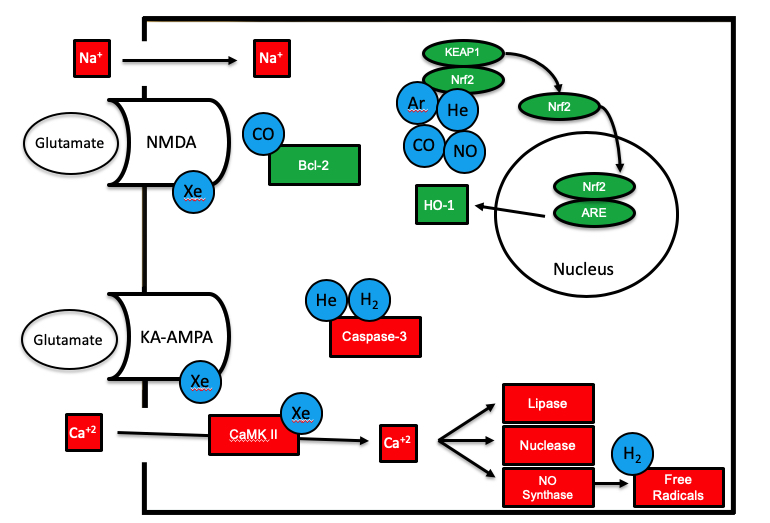 Na+
Na+
KEAP1
Nrf2
Nrf2
Ar
He
CO
NO
Glutamate
NMDA
CO
Bcl-2
Xe
Nrf2
ARE
HO-1
Nucleus
He
H2
Caspase-3
Glutamate
KA-AMPA
Xe
Xe
Ca+2
CaMK II
Ca+2
Lipase
Nuclease
NO
Synthase
H2
Free
Radicals